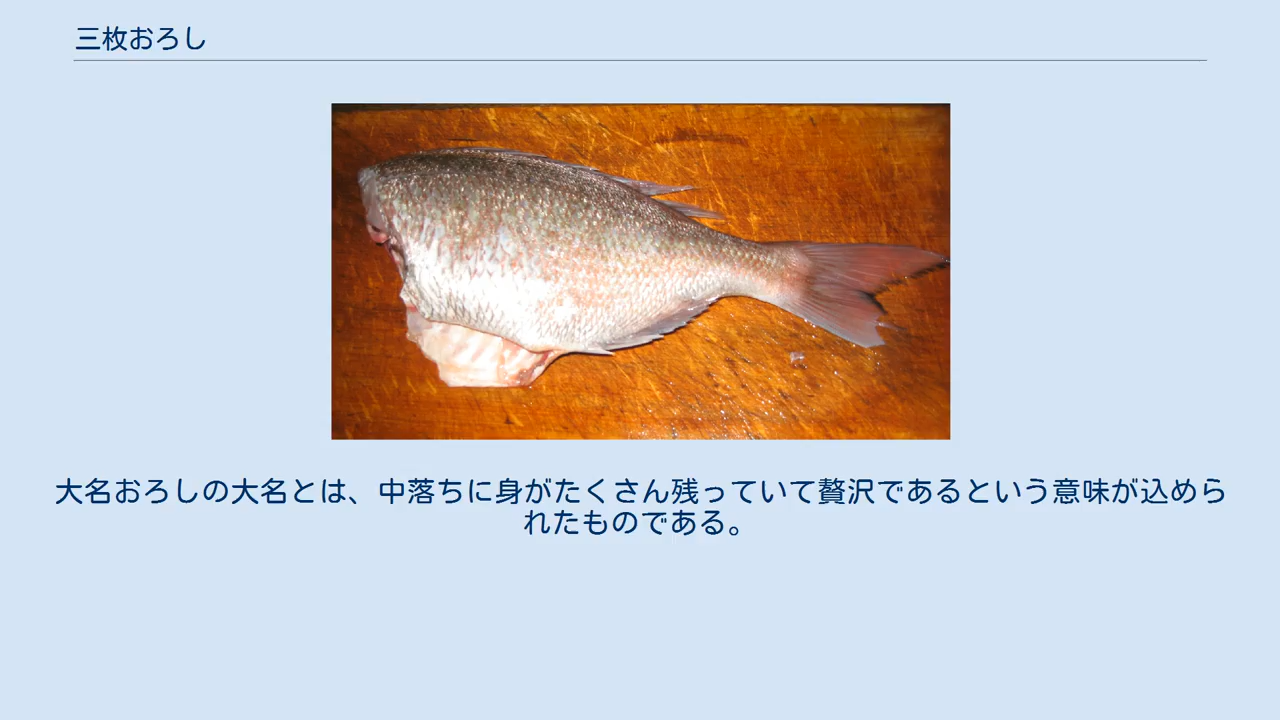 三枚おろし
大名おろしの大名とは、中落ちに身がたくさん残っていて贅沢であるという意味が込めら
れたものである。